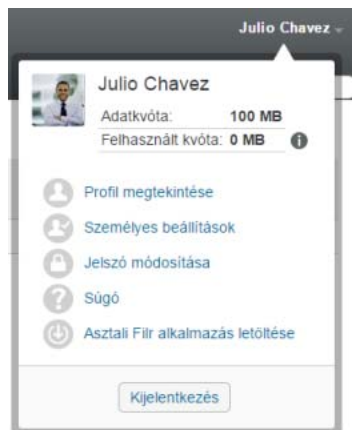 Julio Chavez
Julio Chavez
Adatkvóta: 100 MB
Felhasznált kvóta: 0 MB
Profil megtekintése
Személyes beállítások
Jelszó módosítása
Súgó
Asztali Filr alkalmazás letöltése
Kijelentkezés